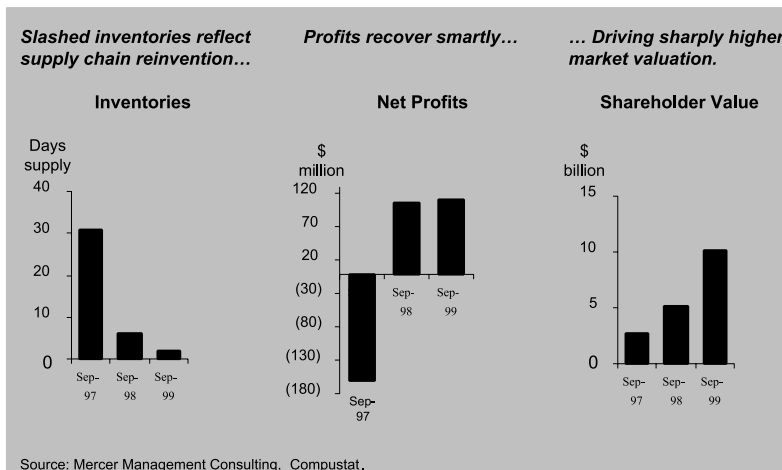 Slashed inventories reflect
supply chain reinvention…
Profits recover smartly…
… Driving sharply higher
market valuation.
Inventories
Net Profits
Shareholder Value
Days
supply
40
30
20
10
0
Sep-
97
Sep-
98
Sep-
99
$
million
120
70
20
(30)
(80)
(130)
(180)
Sep-
97
Sep-
98
Sep-
99
$
billion
15
10
5
0
Sep-
97
Sep-
98
Sep-
99
Source: Mercer Management Consulting, Compustat.